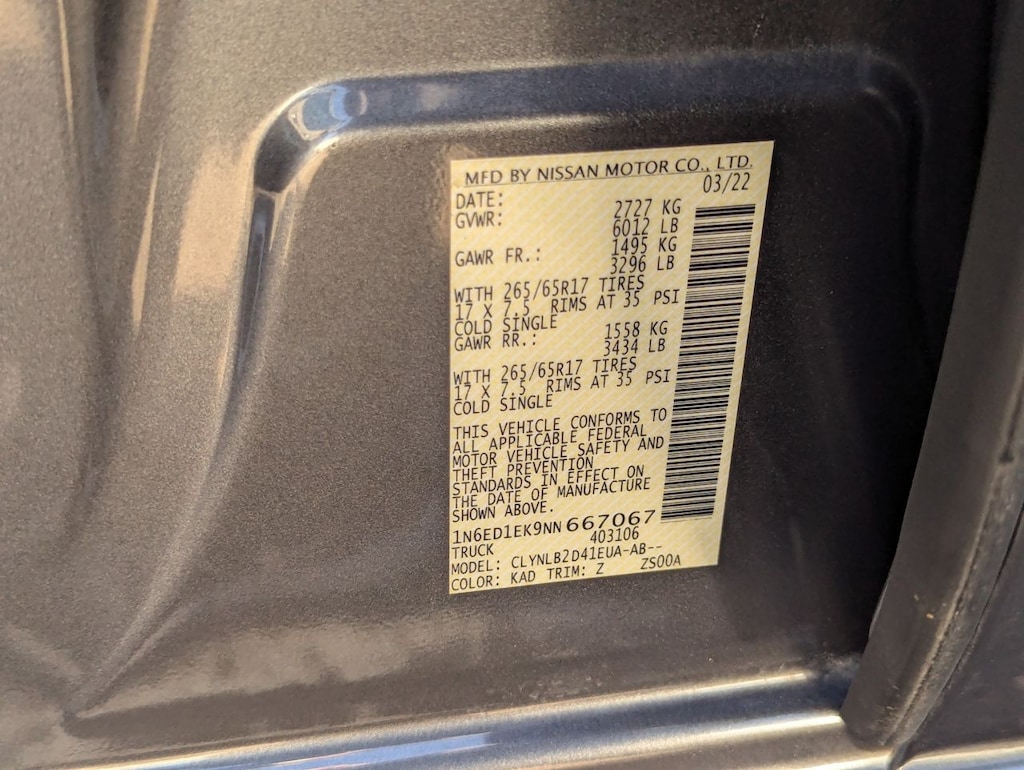 MFD BY NISSAN MOTOR CO., LTD.
DATE: 03/22
GVWR: 2727 KG
6012 LB
GAWR FR.: 1495 KG
3296 LB
WITH 265/65R17 TIRES
17 X 7.5 RIMS AT 35 PSI
COLD SINGLE
GAWR RR.: 1558 KG
3434 LB
WITH 265/65R17 TIRES
17 X 7.5 RIMS AT 35 PSI
COLD SINGLE
THIS VEHICLE CONFORMS TO
ALL APPLICABLE FEDERAL
MOTOR VEHICLE SAFETY AND
THEFT PREVENTION
STANDARDS IN EFFECT ON
THE DATE OF MANUFACTURE
SHOWN ABOVE.
1N6ED1EK9NN667067
TRUCK 403106
MODEL: CLYNLB2D41EUA-AB--
COLOR: KAD TRIM: Z ZS00A